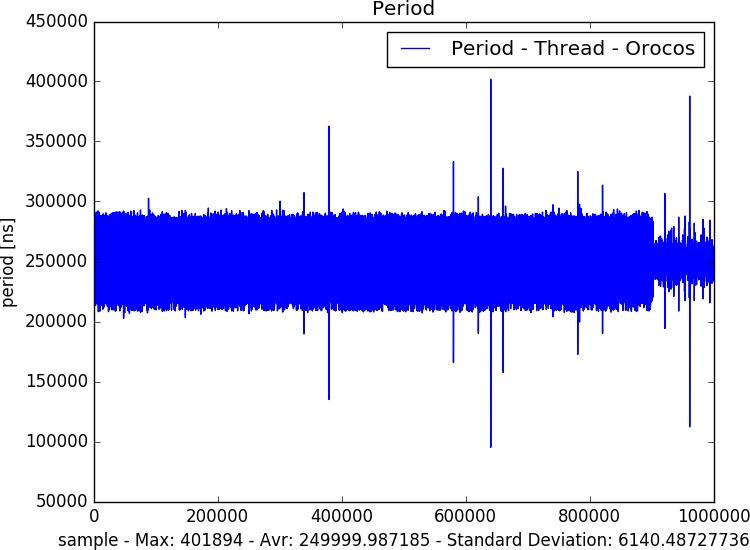 Period
450000
400000
350000
300000
250000
200000
150000
100000
50000
period [ns]
Period - Thread - Orocos
0 200000 400000 600000 800000 1000000
sample - Max: 401894 - Avr: 249999.987185 - Standard Deviation: 6140.48727736